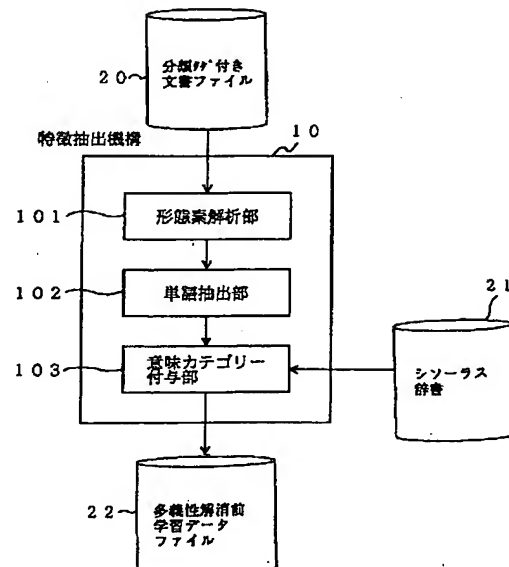 分類ﾀｸﾞ付き
文書ファイル
20
10
特徴抽出機構
101
形態素解析部
102
単語抽出部
21
103
意味カテゴリー
付与部
シソーラス
辞書
22
多義性解消前
学習データ
ファイル